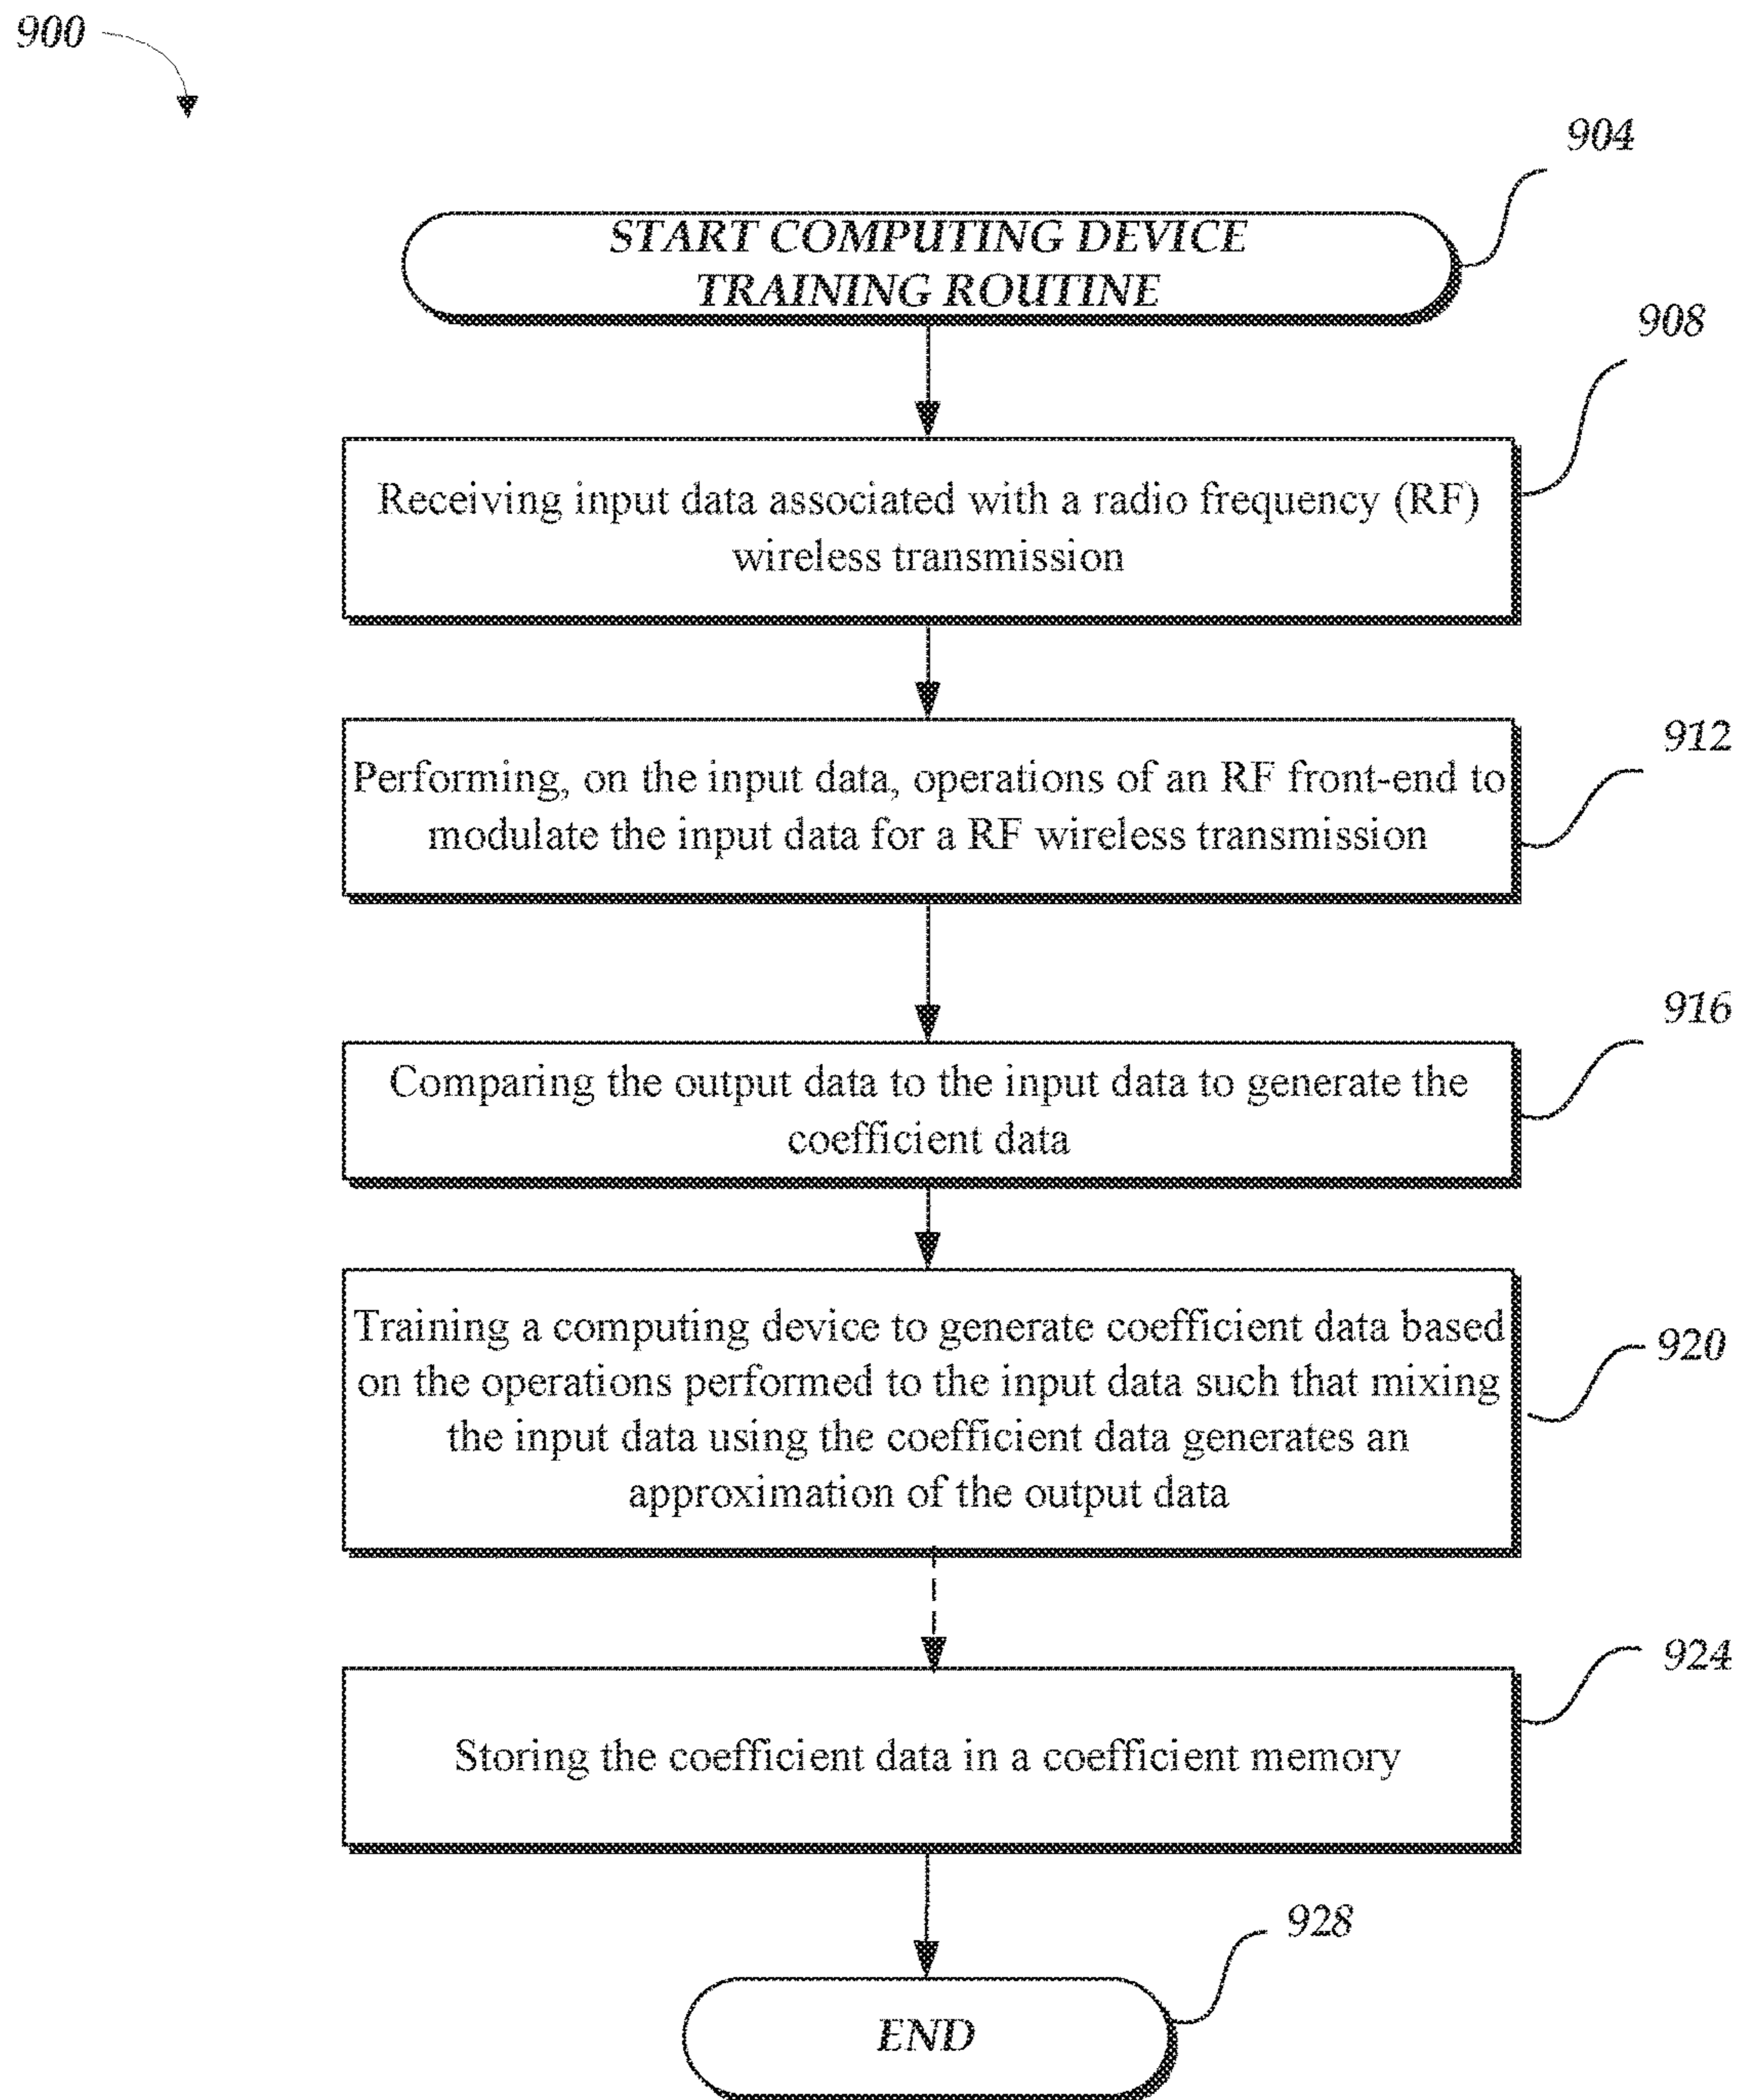 900
904
START COMPUTING DEVICE
TRAINING ROUTINE
908
Receiving input data associated with a radio frequency (RF)
wireless transmission
912
Performing, on the input data, operations of an RF front-end to
modulate the input data for a RF wireless transmission
916
Comparing the output data to the input data to generate the
coefficient data
920
Training a computing device to generate coefficient data based
on the operations performed to the input data such that mixing
the input data using the coefficient data generates an
approximation of the output data
924
Storing the coefficient data in a coefficient memory
928
END